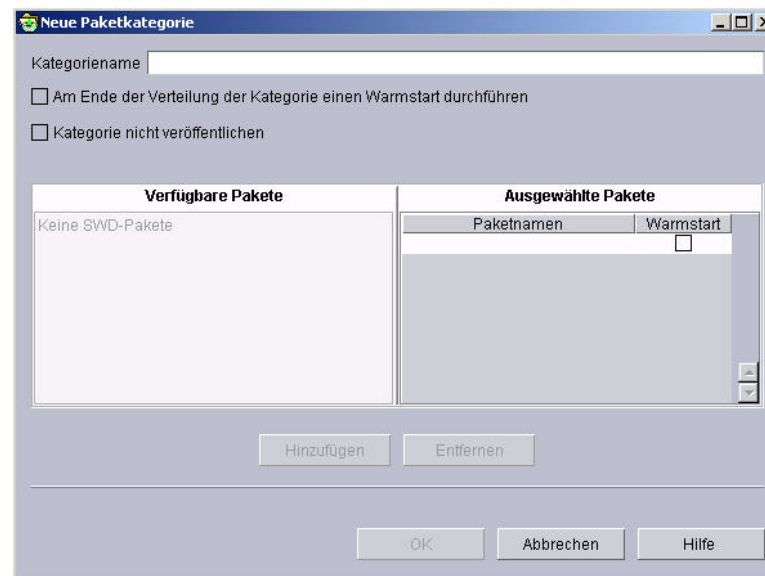 Neue Paketkategorie
Kategoriename
Am Ende der Verteilung der Kategorie einen Warmstart durchführen
Kategorie nicht veröffentlichen
Verfügbare Pakete
Ausgewählte Pakete
Keine SWD-Pakete
Paketnamen
Warmstart
Hinzufügen
Entfernen
OK
Abbrechen
Hilfe